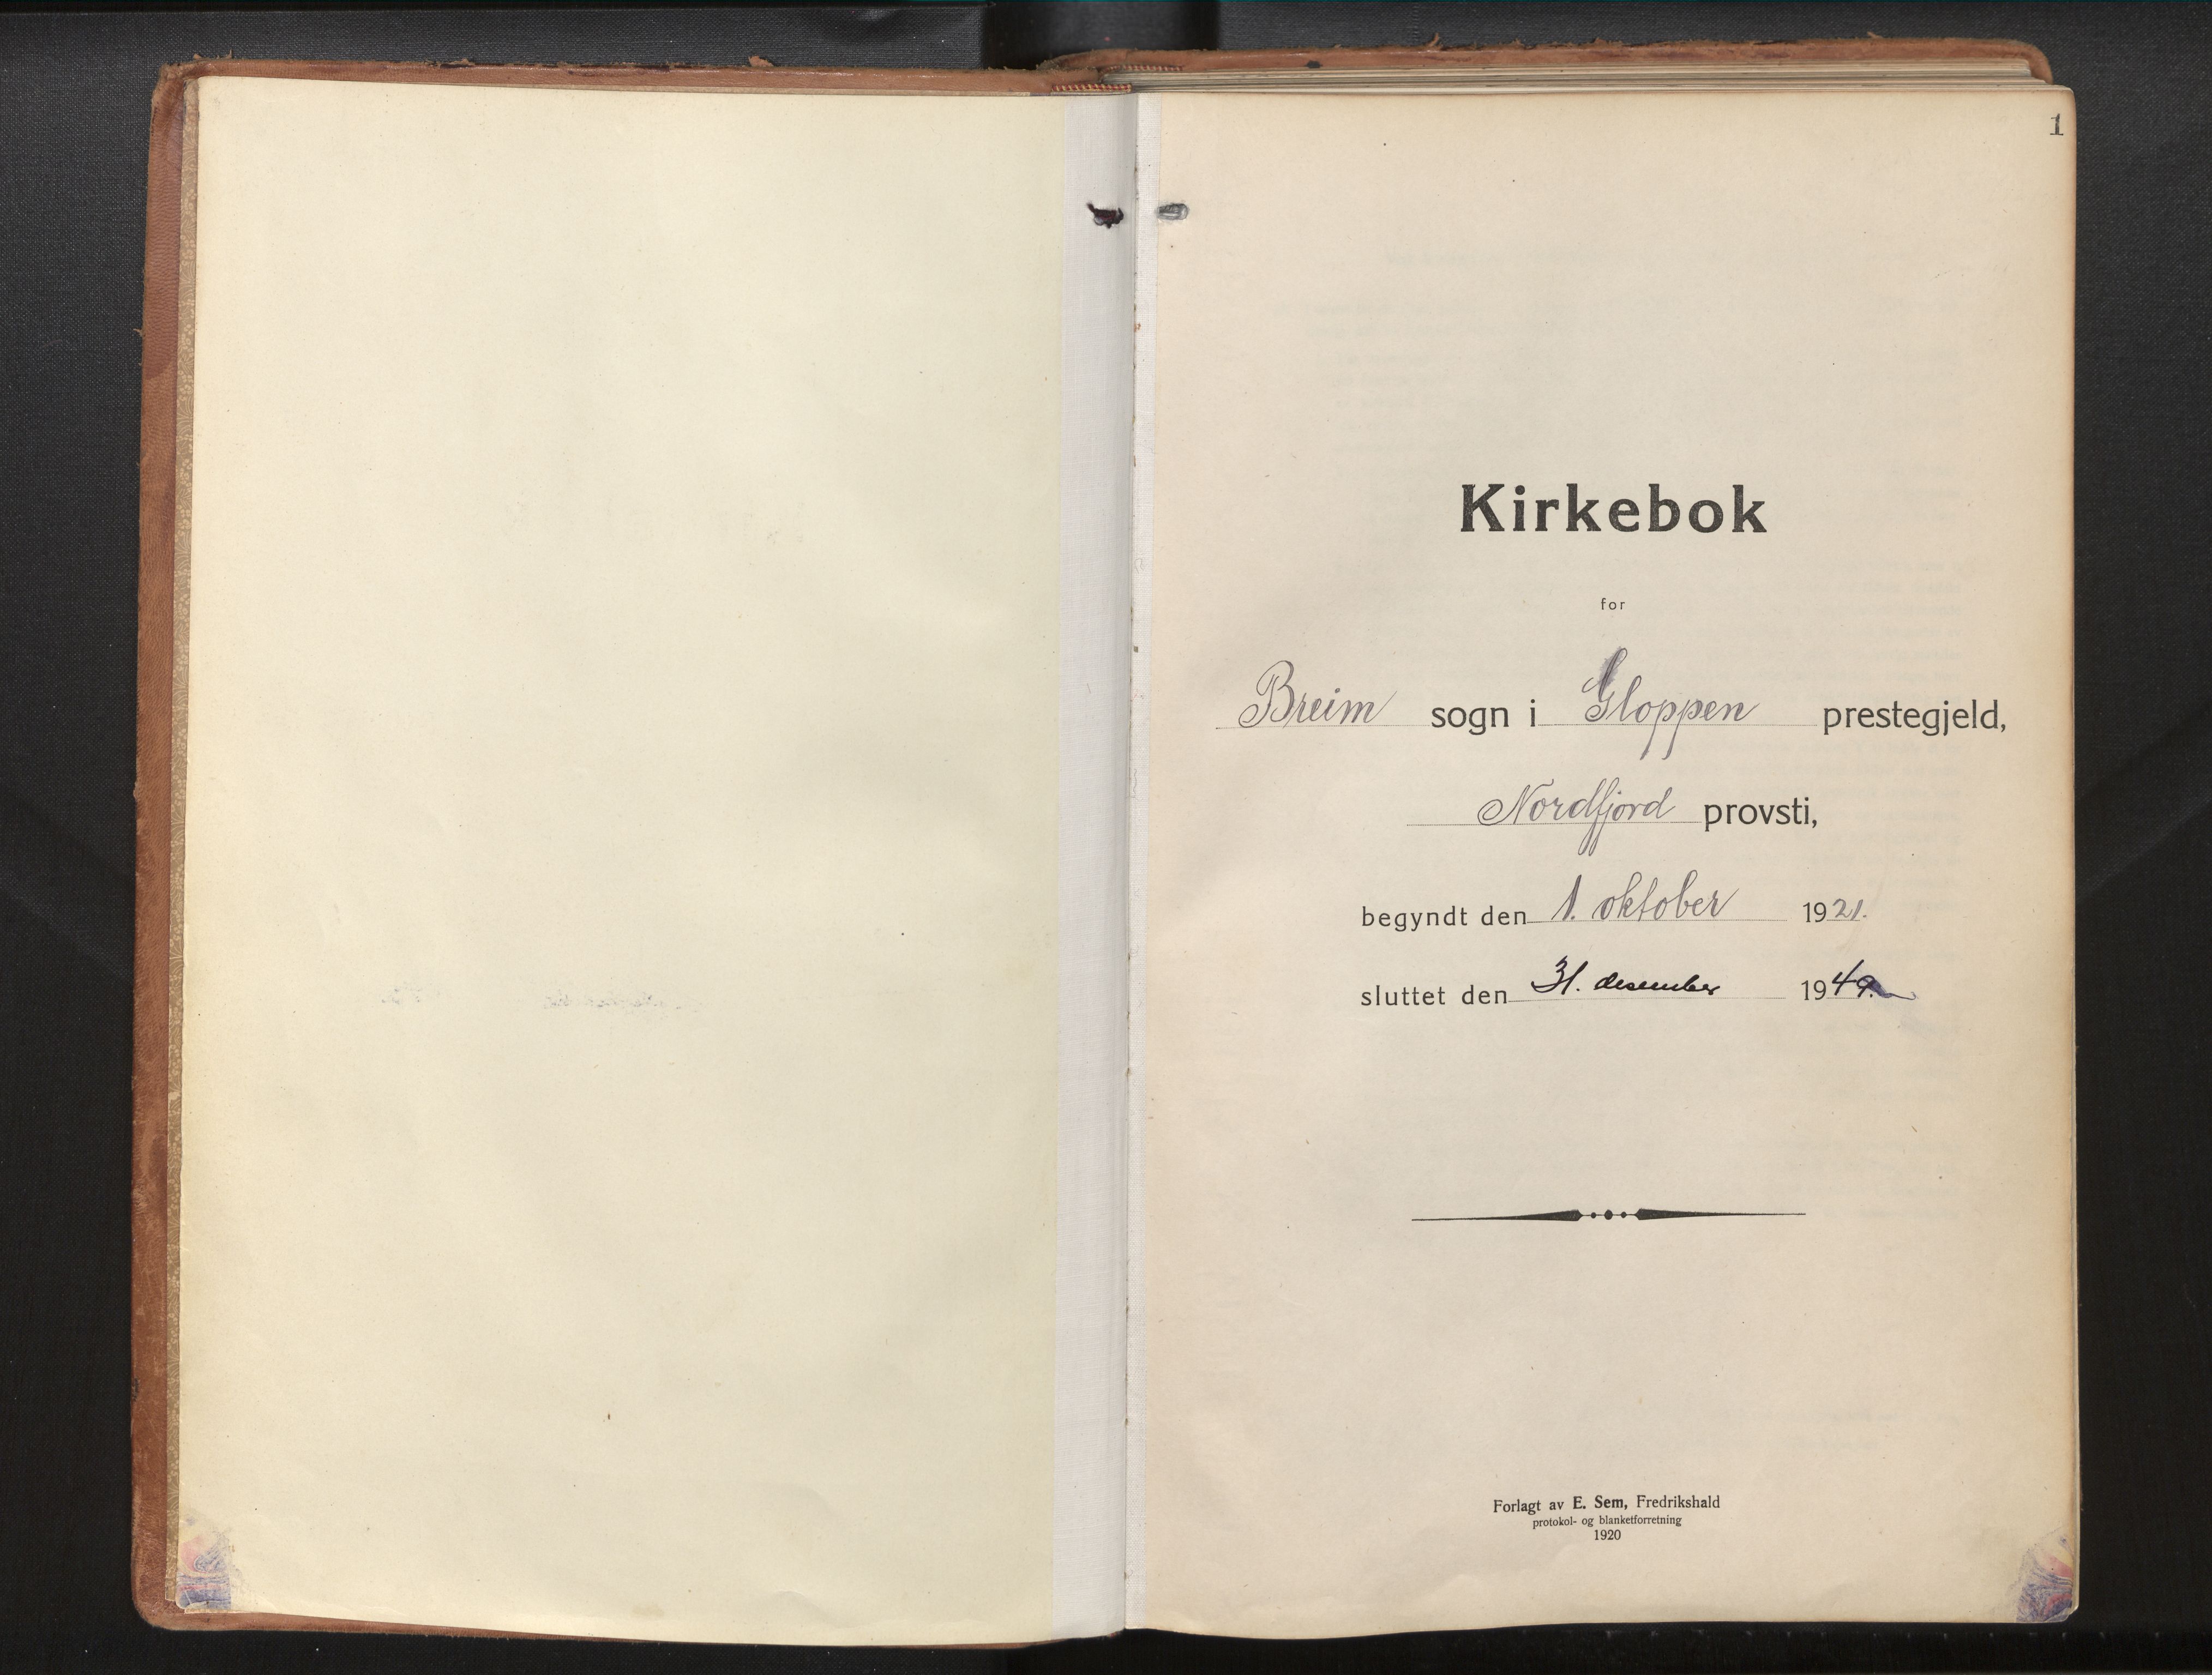 1
Kirkebok
for
Breim sogn i Gloppen prestegjeld,
Nordfjord provsti,
begyndt den 1. oktober 1921.
sluttet den 31. desember 1949.
Forlagt av E. Sem, Fredrikshald
protokol- og blanketforretning
1920